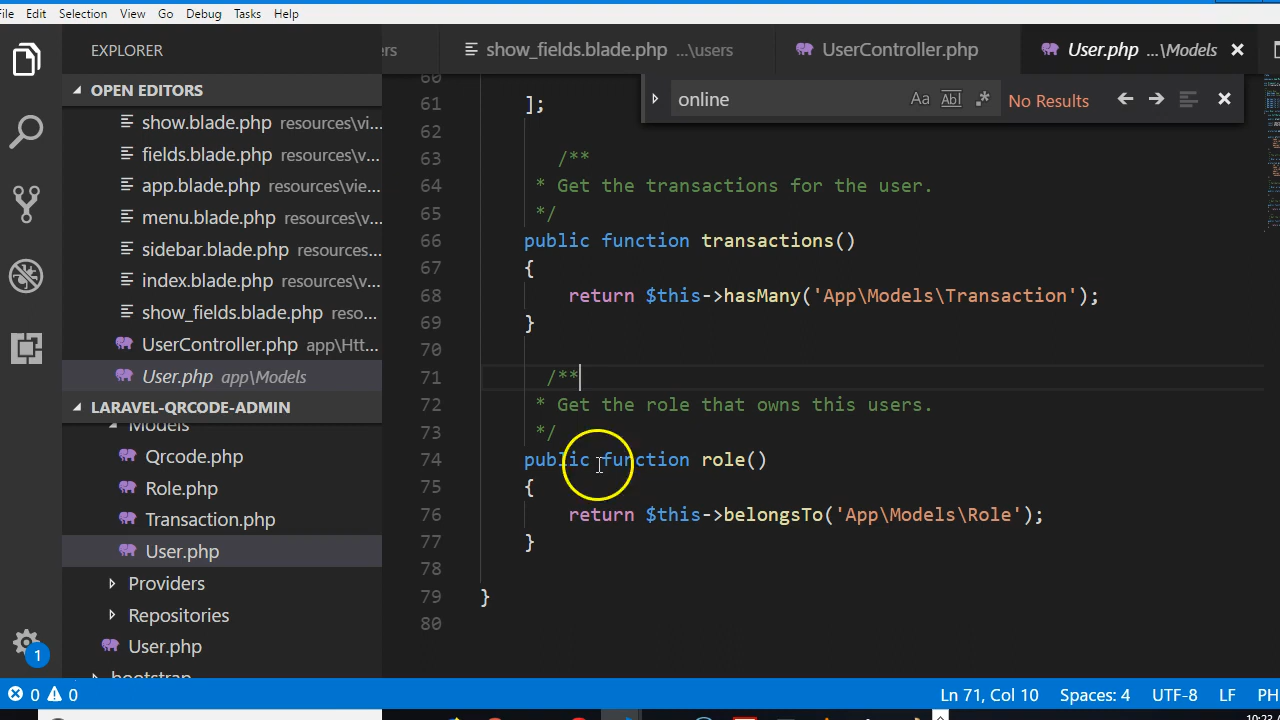 File Edit Selection View Go Debug Tasks Help
EXPLORER
ers
show_fields.blade.php ...\users
UserController.php
User.php ...\Models
OPEN EDITORS
show.blade.php resources\vi...
fields.blade.php resources\v...
app.blade.php resources\vie...
menu.blade.php resources\v...
sidebar.blade.php resources...
index.blade.php resources\v...
show_fields.blade.php reso...
UserController.php app\Htt...
User.php app\Models
LARAVEL-QRCODE-ADMIN
Models
Qrcode.php
Role.php
Transaction.php
User.php
Providers
Repositories
User.php
bootstrap
online
Aa Abl .*
No Results
60
61 ];
62
63 /**
64 * Get the transactions for the user.
65 */
66 public function transactions()
67 {
68 return $this->hasMany('App\Models\Transaction');
69 }
70
71 /**
72 * Get the role that owns this users.
73 */
74 public function role()
75 {
76 return $this->belongsTo('App\Models\Role');
77 }
78
79 }
80
1
0 0
Ln 71, Col 10 Spaces: 4 UTF-8 LF PH